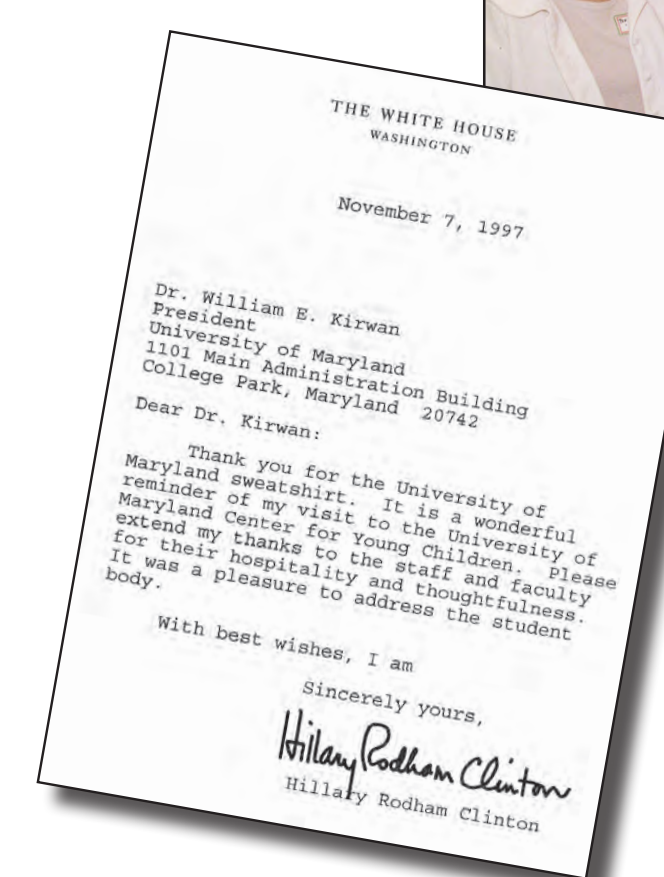 THE WHITE HOUSE
WASHINGTON
November 7, 1997
Dr. William E. Kirwan
President
University of Maryland
1101 Main Administration Building
College Park, Maryland 20742
Dear Dr. Kirwan:
Thank you for the University of
Maryland sweatshirt. It is a wonderful
reminder of my visit to the University of
Maryland Center for Young Children. Please
extend my thanks to the staff and faculty
for their hospitality and thoughtfulness.
It was a pleasure to address the student
body.
With best wishes, I am
Sincerely yours,
Hillary Rodham Clinton
Hillary Rodham Clinton